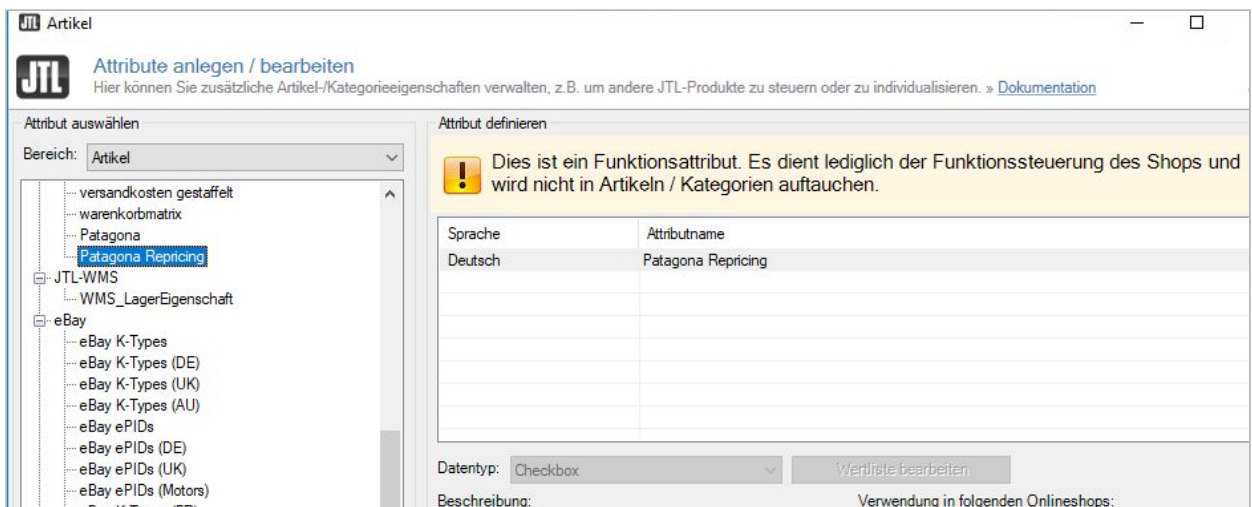 JTL Artikel
JTL
Attribute anlegen / bearbeiten
Hier können Sie zusätzliche Artikel-/Kategorieeigenschaften verwalten, z.B. um andere JTL-Produkte zu steuern oder zu individualisieren. » Dokumentation
Attribut auswählen
Bereich: Artikel
versandkosten gestaffelt
warenkorbmatrix
Patagona
Patagona Repricing
JTL-WMS
WMS_LagerEigenschaft
eBay
eBay K-Types
eBay K-Types (DE)
eBay K-Types (UK)
eBay K-Types (AU)
eBay ePIDs
eBay ePIDs (DE)
eBay ePIDs (UK)
eBay ePIDs (Motors)
Attribut definieren
Dies ist ein Funktionsattribut. Es dient lediglich der Funktionssteuerung des Shops und
wird nicht in Artikeln / Kategorien auftauchen.
Sprache Attributname
Deutsch Patagona Repricing
Datentyp: Checkbox Wertliste bearbeiten
Beschreibung: Verwendung in folgenden Onlineshops: